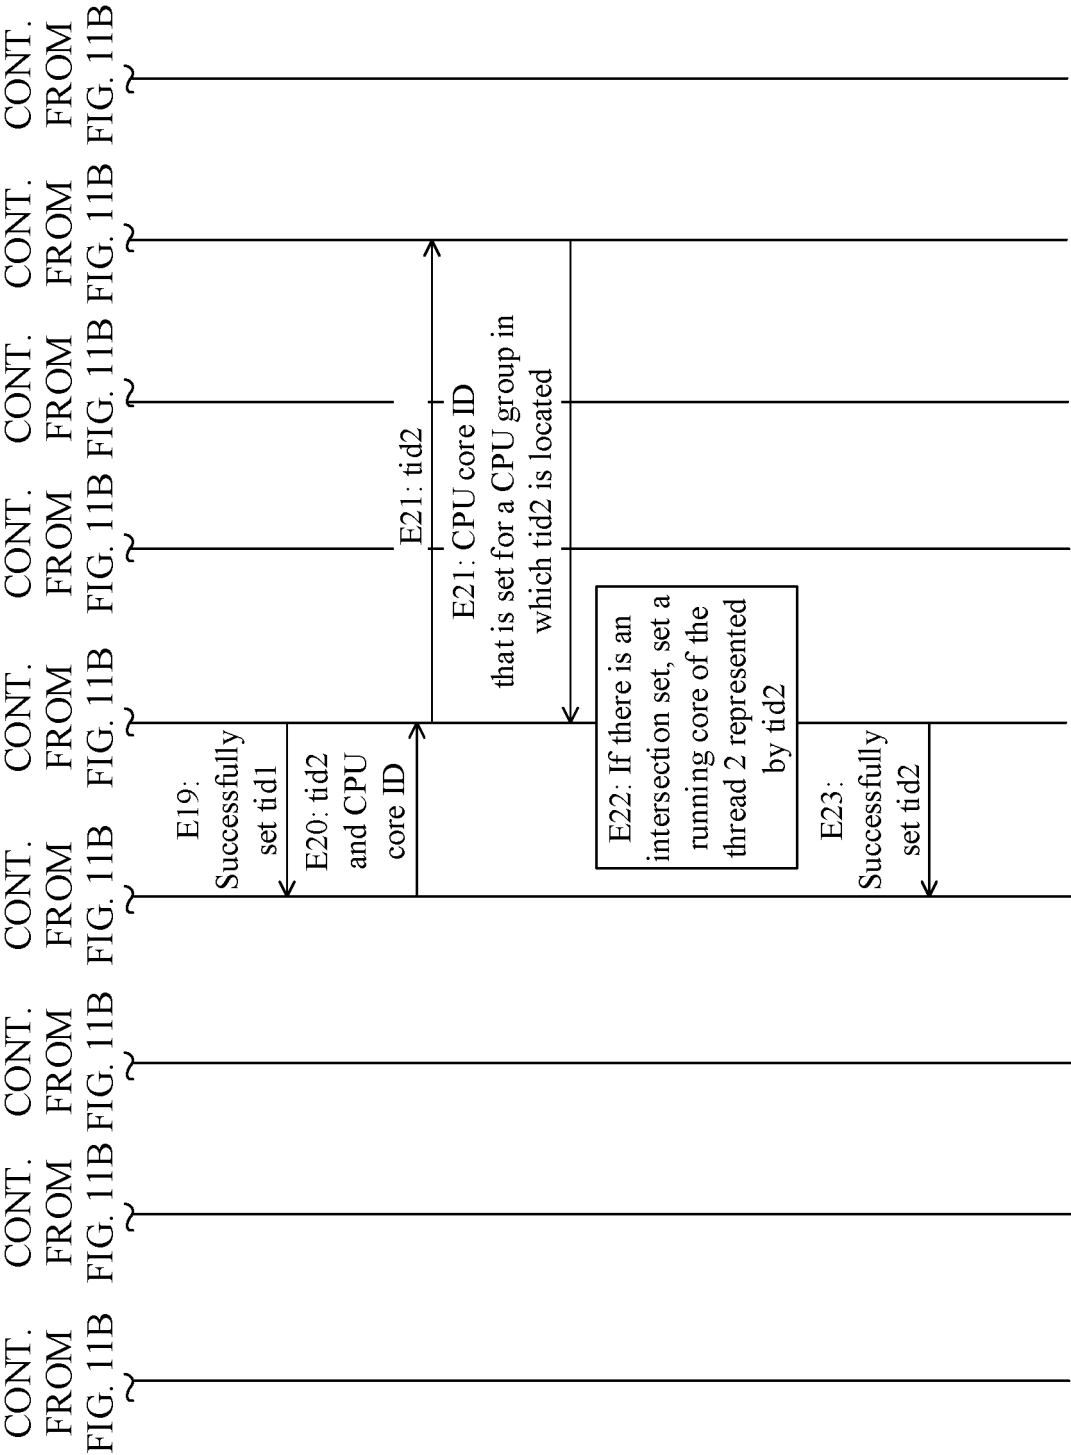 CONT.
FROM
FIG. 11B
CONT.
FROM
FIG. 11B
CONT.
FROM
FIG. 11B
CONT.
FROM
FIG. 11B
CONT.
FROM
FIG. 11B
CONT.
FROM
FIG. 11B
CONT.
FROM
FIG. 11B
CONT.
FROM
FIG. 11B
CONT.
FROM
FIG. 11B
E19:
Successfully
set tid1
E20: tid2
and CPU
core ID
E21: tid2
E21: CPU core ID
that is set for a CPU group in
which tid2 is located
E22: If there is an
intersection set, set a
running core of the
thread 2 represented
by tid2
E23:
Successfully
set tid2